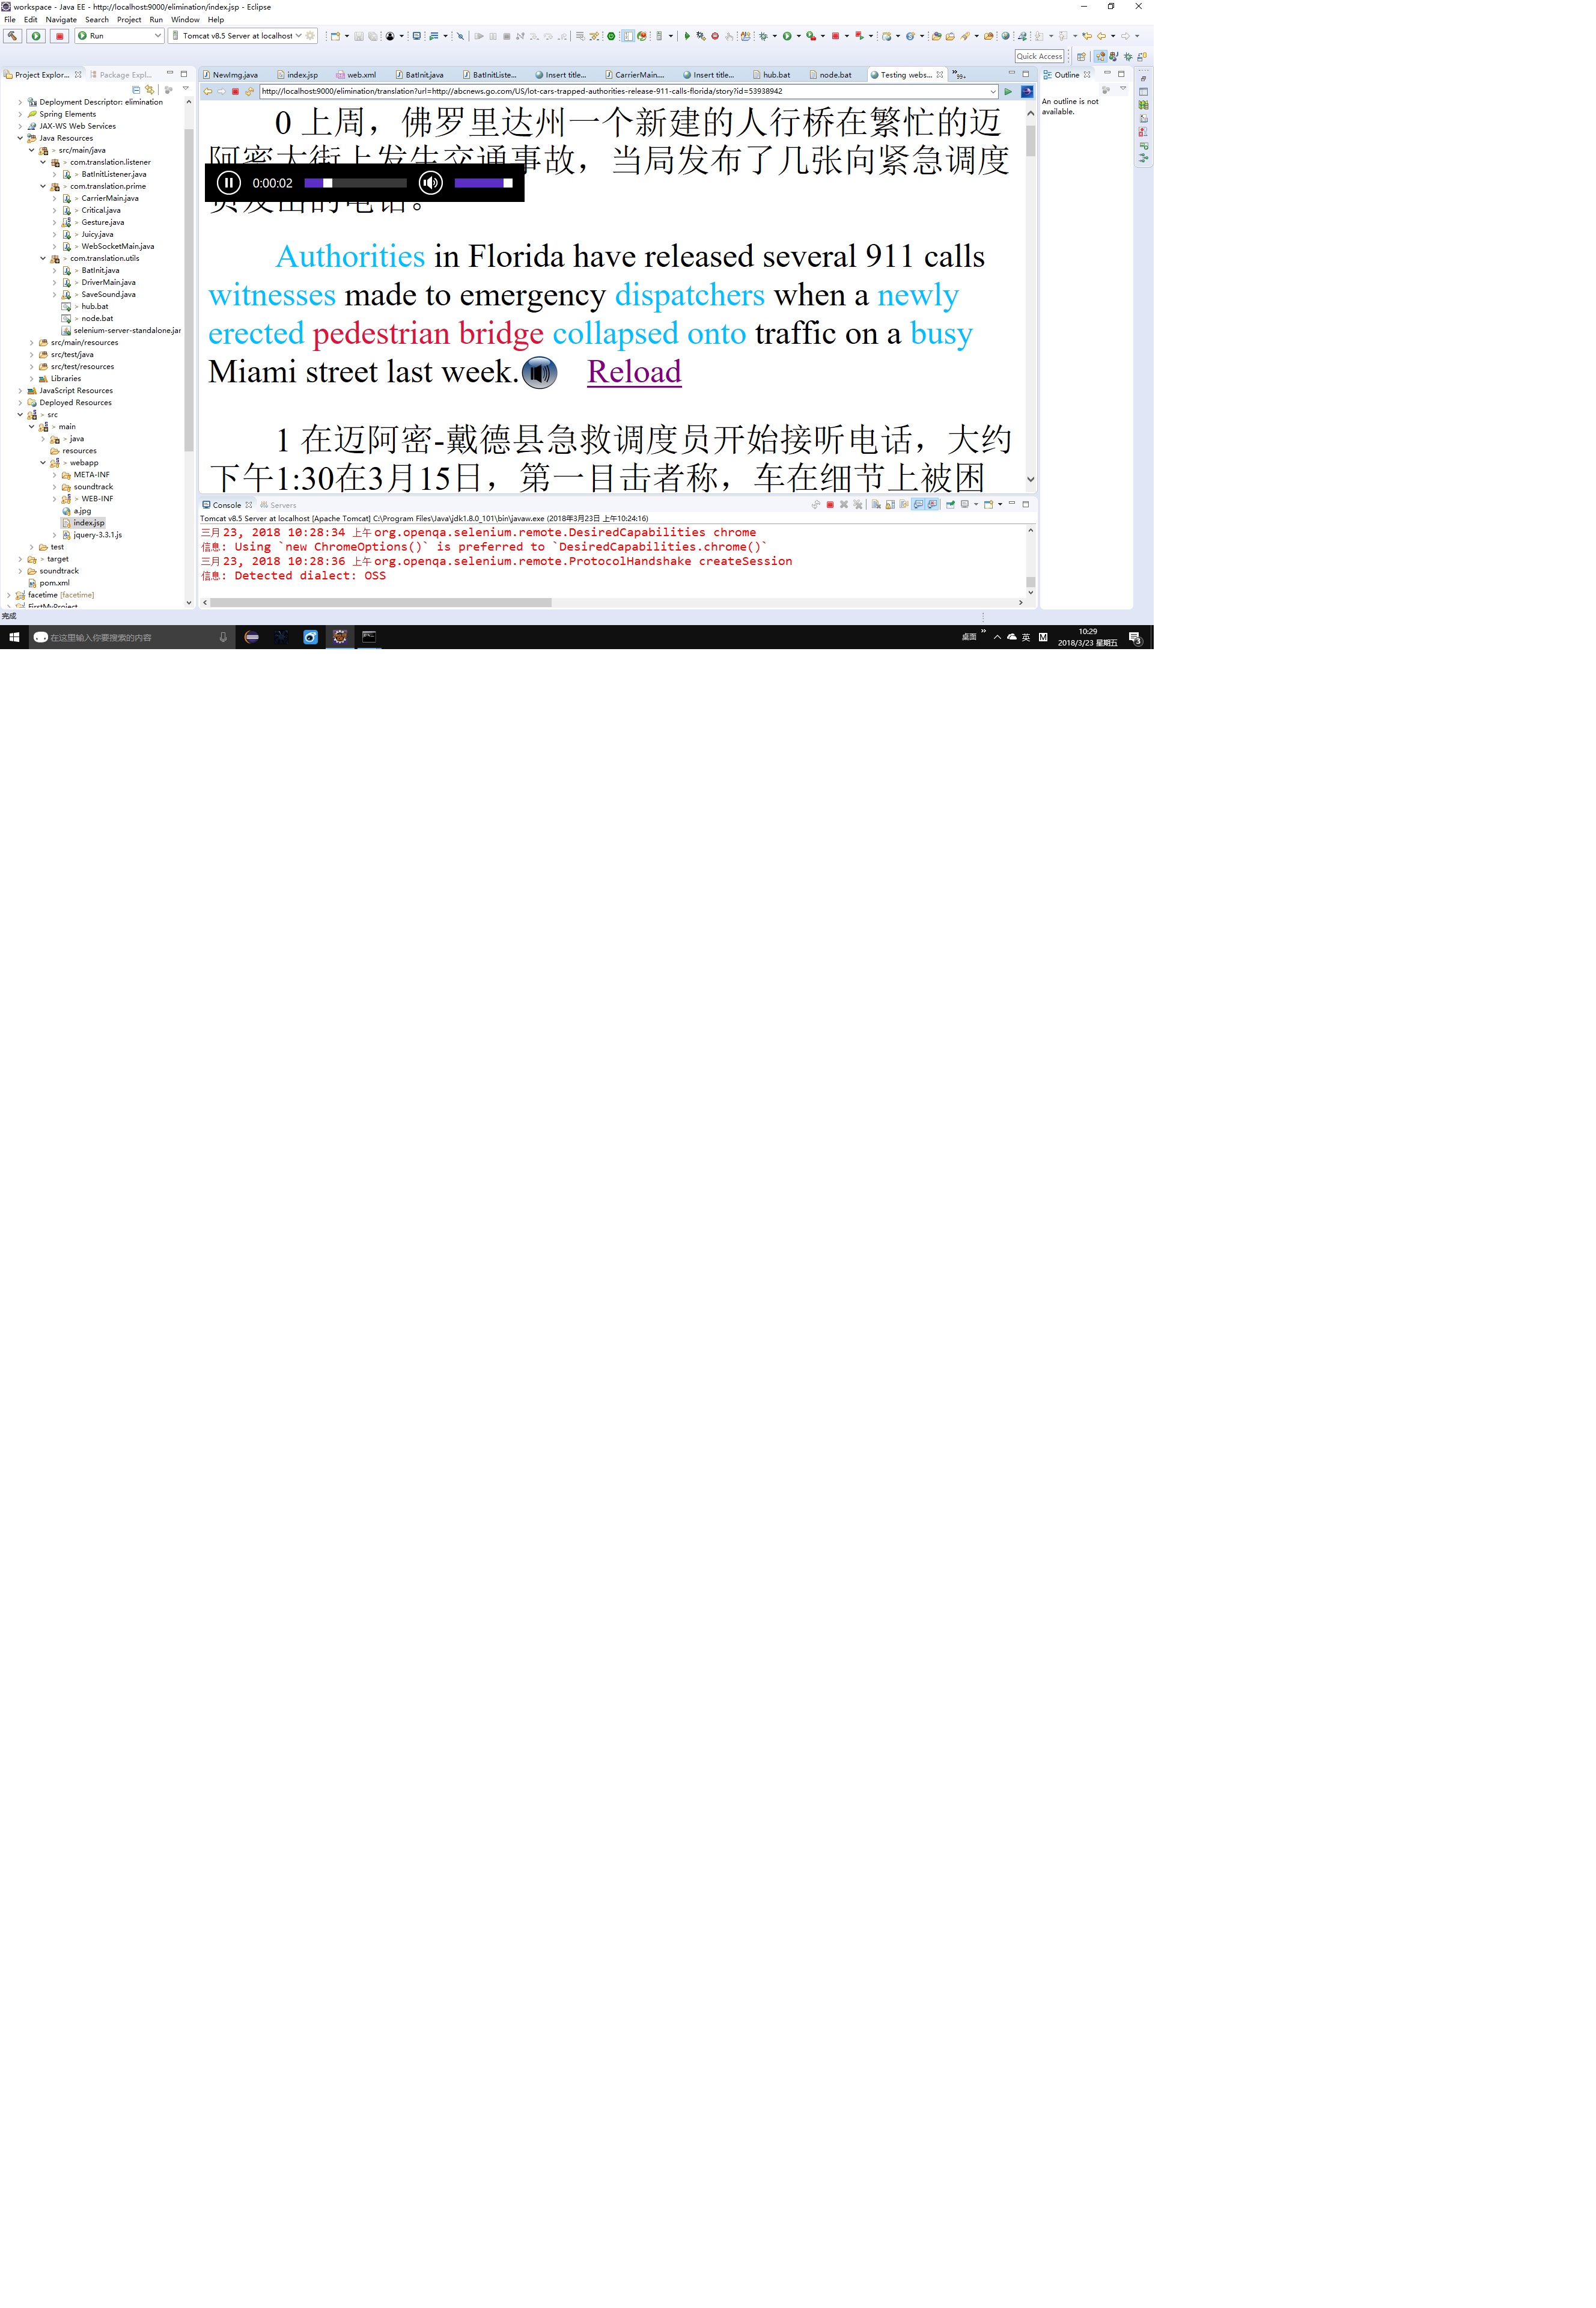 workspace - Java EE - http://localhost:9000/elimination/index.jsp - Eclipse
File Edit Navigate Search Project Run Window Help
Run
Tomcat v8.5 Server at localhost
Quick Access
Project Explor...
Package Expl...
Deployment Descriptor: elimination
Spring Elements
JAX-WS Web Services
Java Resources
> src/main/java
> com.translation.listener
> BatInitListener.java
> com.translation.prime
> CarrierMain.java
> Critical.java
> Gesture.java
> Juicy.java
> WebSocketMain.java
> com.translation.utils
> BatInit.java
> DriverMain.java
> SaveSound.java
> hub.bat
> node.bat
selenium-server-standalone.jar
src/main/resources
src/test/java
src/test/resources
Libraries
JavaScript Resources
Deployed Resources
> src
> main
> java
resources
> webapp
META-INF
soundtrack
> WEB-INF
a.jpg
index.jsp
jquery-3.3.1.js
test
> target
soundtrack
pom.xml
facetime [facetime]
FirstMyProject
NewImg.java
index.jsp
web.xml
BatInit.java
BatInitListe...
Insert title...
CarrierMain....
Insert title...
hub.bat
node.bat
Testing webs...
http://localhost:9000/elimination/translation?url=http://abcnews.go.com/US/lot-cars-trapped-authorities-release-911-calls-florida/story?id=53938942
0 上周，佛罗里达州一个新建的人行桥在繁忙的迈
阿密大街上发生交通事故，当局发布了几张向紧急调度
员发出的电话。
0:00:02
Authorities in Florida have released several 911 calls
witnesses made to emergency dispatchers when a newly
erected pedestrian bridge collapsed onto traffic on a busy
Miami street last week. Reload
1 在迈阿密-戴德县急救调度员开始接听电话，大约
下午1:30在3月15日，第一目击者称，车在细节上被困
Outline
An outline is not
available.
Console
Servers
Tomcat v8.5 Server at localhost [Apache Tomcat] C:\Program Files\Java\jdk1.8.0_101\bin\javaw.exe (2018年3月23日 上午10:24:16)
三月 23, 2018 10:28:34 上午 org.openqa.selenium.remote.DesiredCapabilities chrome
信息: Using `new ChromeOptions()` is preferred to `DesiredCapabilities.chrome()`
三月 23, 2018 10:28:36 上午 org.openqa.selenium.remote.ProtocolHandshake createSession
信息: Detected dialect: OSS
完成
在这里输入你要搜索的内容
桌面
英
M
10:29
2018/3/23 星期五
3